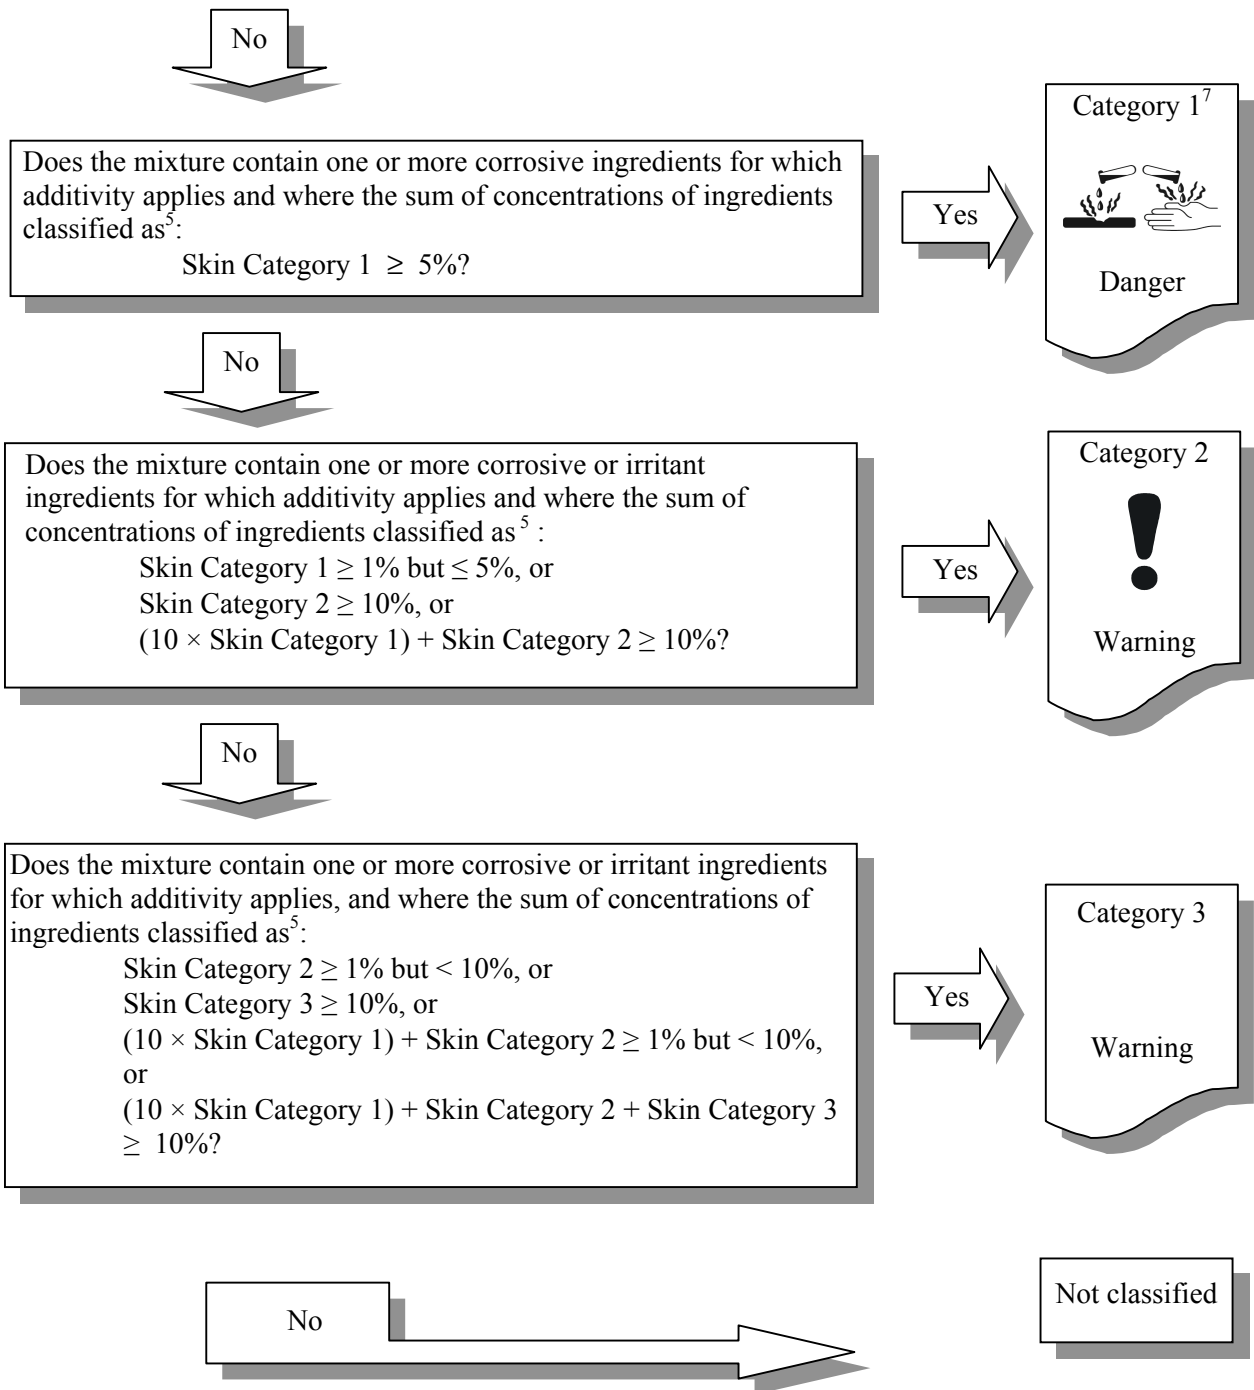 No
Does the mixture contain one or more corrosive ingredients for which
additivity applies and where the sum of concentrations of ingredients
classified as⁵:
Skin Category 1 ≥ 5%?
Yes
Category 1⁷
Danger
No
Does the mixture contain one or more corrosive or irritant
ingredients for which additivity applies and where the sum of
concentrations of ingredients classified as ⁵ :
Skin Category 1 ≥ 1% but ≤ 5%, or
Skin Category 2 ≥ 10%, or
(10 × Skin Category 1) + Skin Category 2 ≥ 10%?
Yes
Category 2
Warning
No
Does the mixture contain one or more corrosive or irritant ingredients
for which additivity applies, and where the sum of concentrations of
ingredients classified as⁵:
Skin Category 2 ≥ 1% but < 10%, or
Skin Category 3 ≥ 10%, or
(10 × Skin Category 1) + Skin Category 2 ≥ 1% but < 10%,
or
(10 × Skin Category 1) + Skin Category 2 + Skin Category 3
≥ 10%?
Yes
Category 3
Warning
No
Not classified